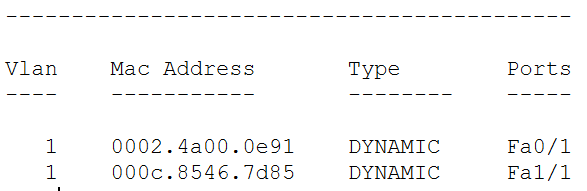 -------------------------------------------
Vlan    Mac Address       Type        Ports
----    -----------       --------    -----
   1    0002.4a00.0e91    DYNAMIC     Fa0/1
   1    000c.8546.7d85    DYNAMIC     Fa1/1